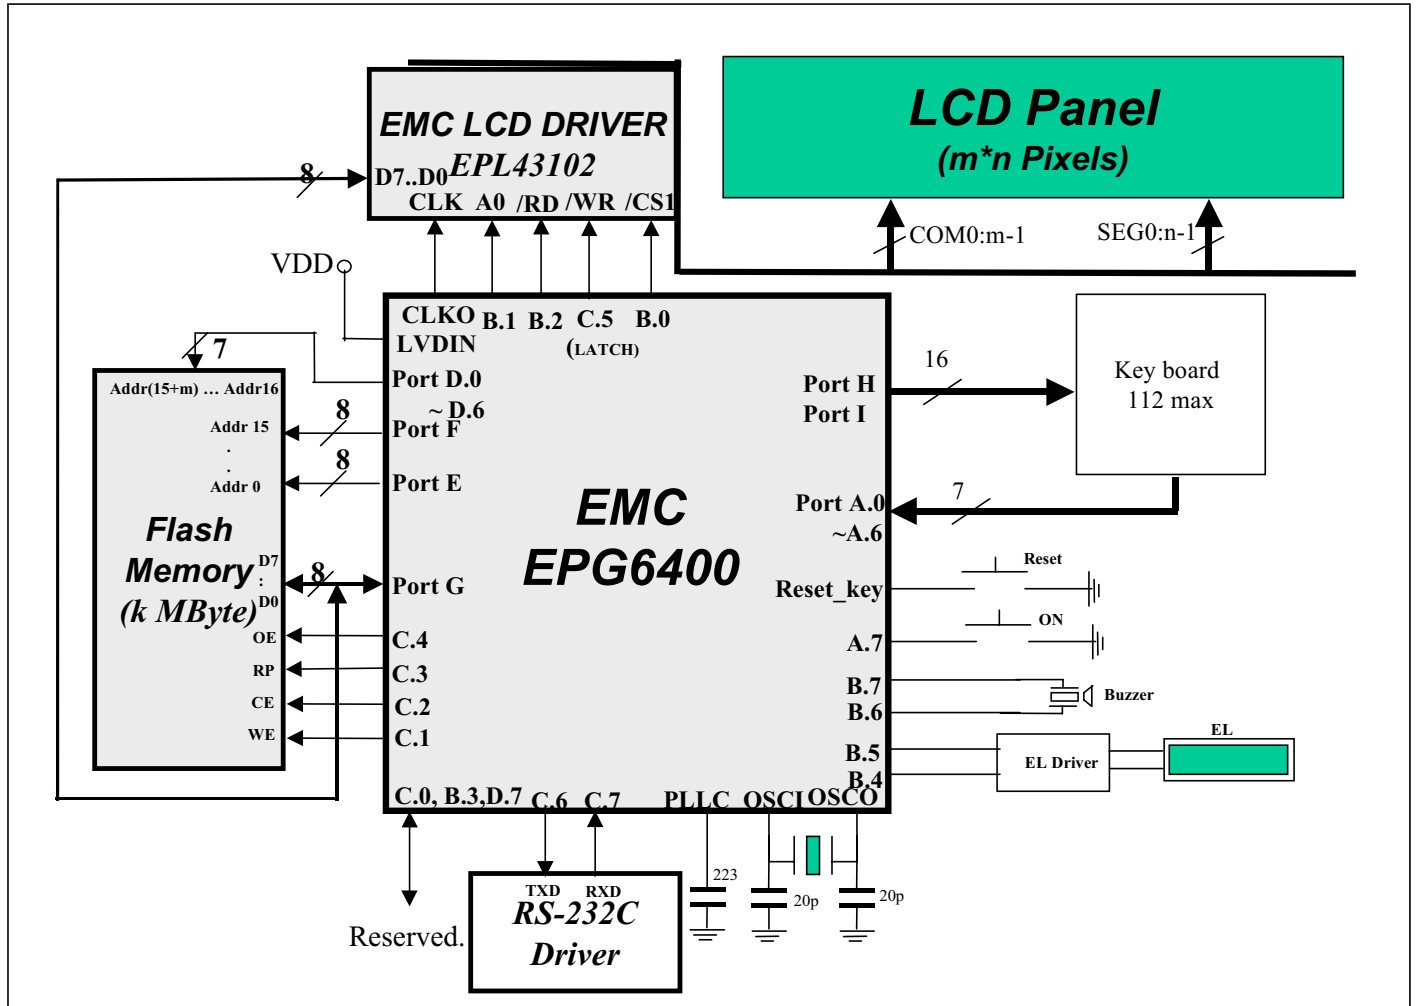 EMC LCD DRIVER
EPL43102
D7..D0
CLK A0 /RD /WR /CS1
8
LCD Panel
(m*n Pixels)
COM0:m-1
SEG0:n-1
VDD
CLKO B.1 B.2 C.5 B.0
LVDIN
(LATCH)
Port D.0
~ D.6
Port F
Port E
Port G
C.4
C.3
C.2
C.1
C.0, B.3,D.7 C.6 C.7 PLLC OSCI OSCO
EMC
EPG6400
Port H
Port I
Port A.0
~A.6
Reset_key
A.7
B.7
B.6
B.5
B.4
7
8
8
8
Addr(15+m) … Addr16
Addr 15
.
.
Addr 0
Flash
Memory
(k MByte)
D7
:
D0
OE
RP
CE
WE
16
Key board
112 max
7
Reset
ON
Buzzer
EL Driver
EL
Reserved.
TXD RXD
RS-232C
Driver
223
20p
20p